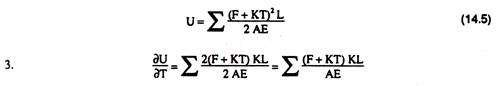 U = ∑ (F + KT)² L / 2 AE (14.5)
3. ∂U/∂T = ∑ 2(F + KT) KL / 2 AE = ∑ (F + KT) KL / AE